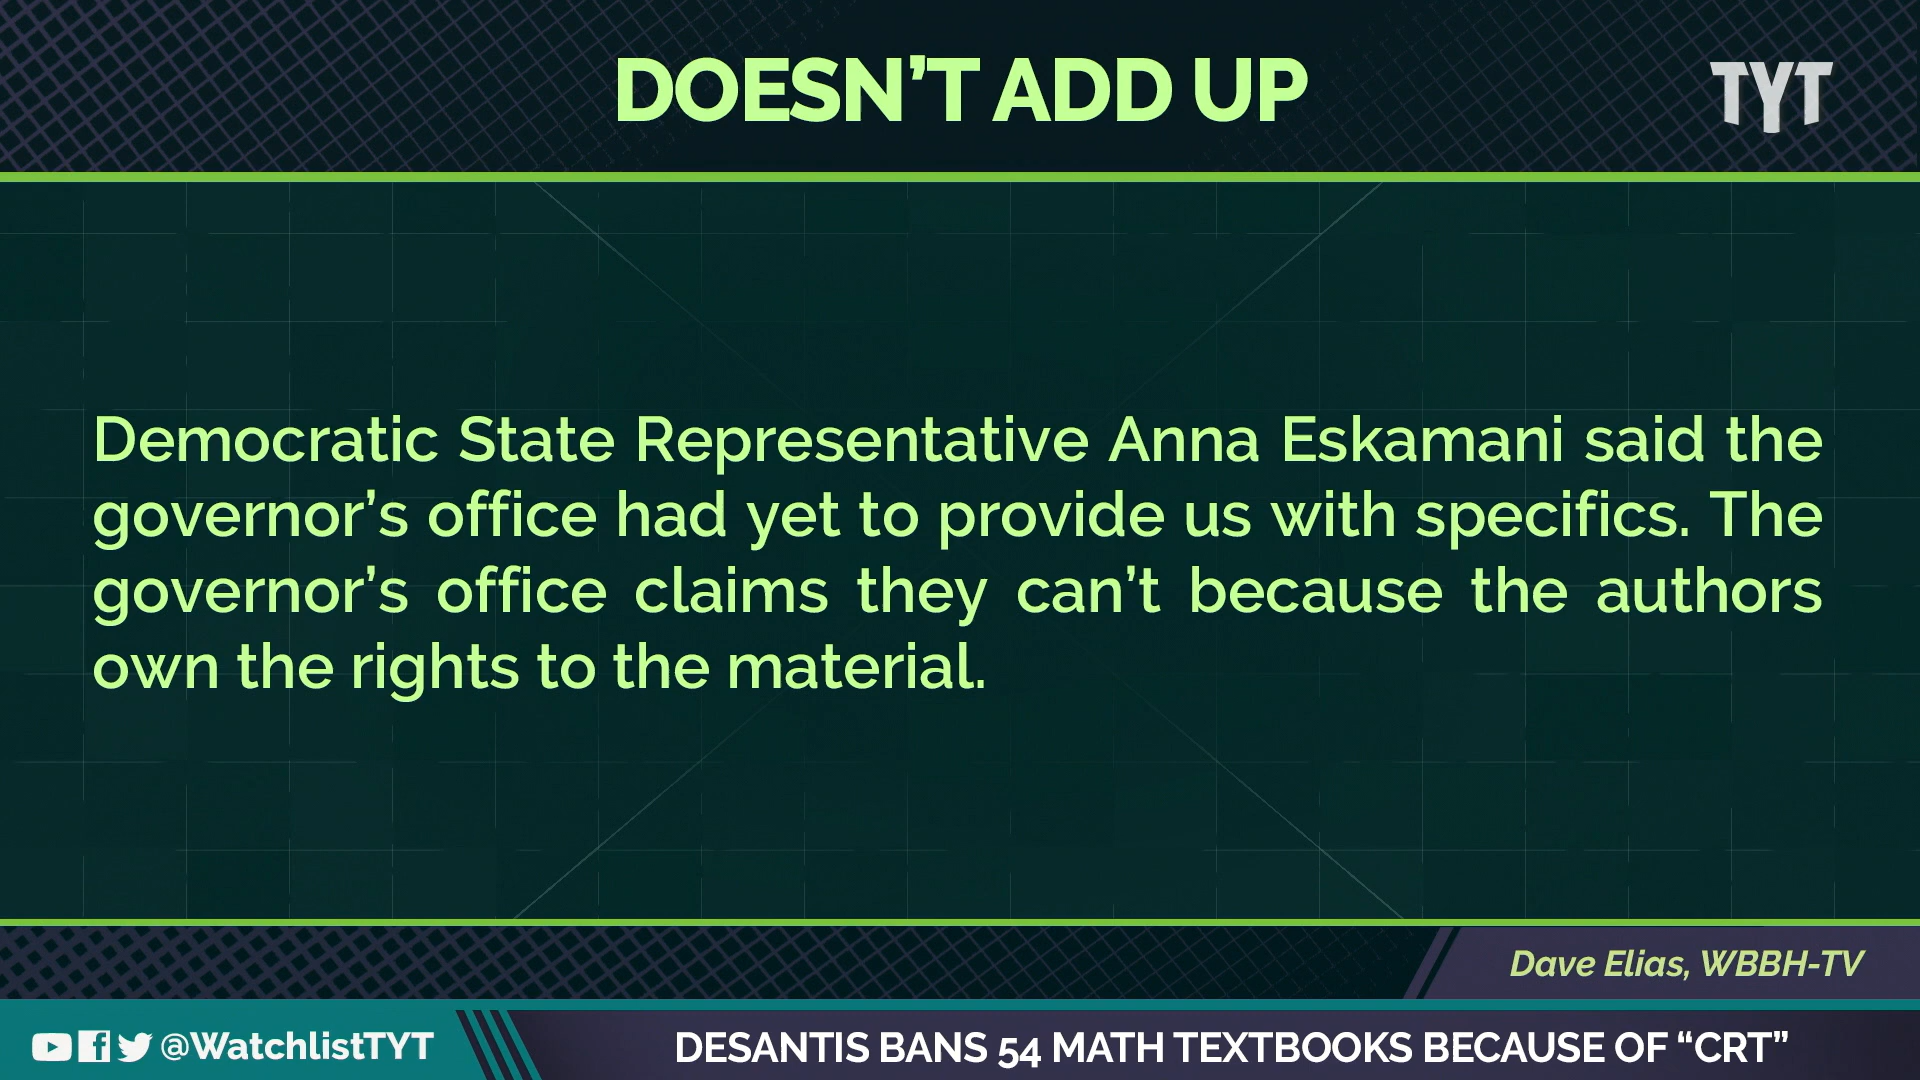 DOESN’T ADD UP
TYT
Democratic State Representative Anna Eskamani said the
governor’s office had yet to provide us with specifics. The
governor’s office claims they can’t because the authors
own the rights to the material.
Dave Elias, WBBH-TV
@WatchlistTYT
DESANTIS BANS 54 MATH TEXTBOOKS BECAUSE OF “CRT”